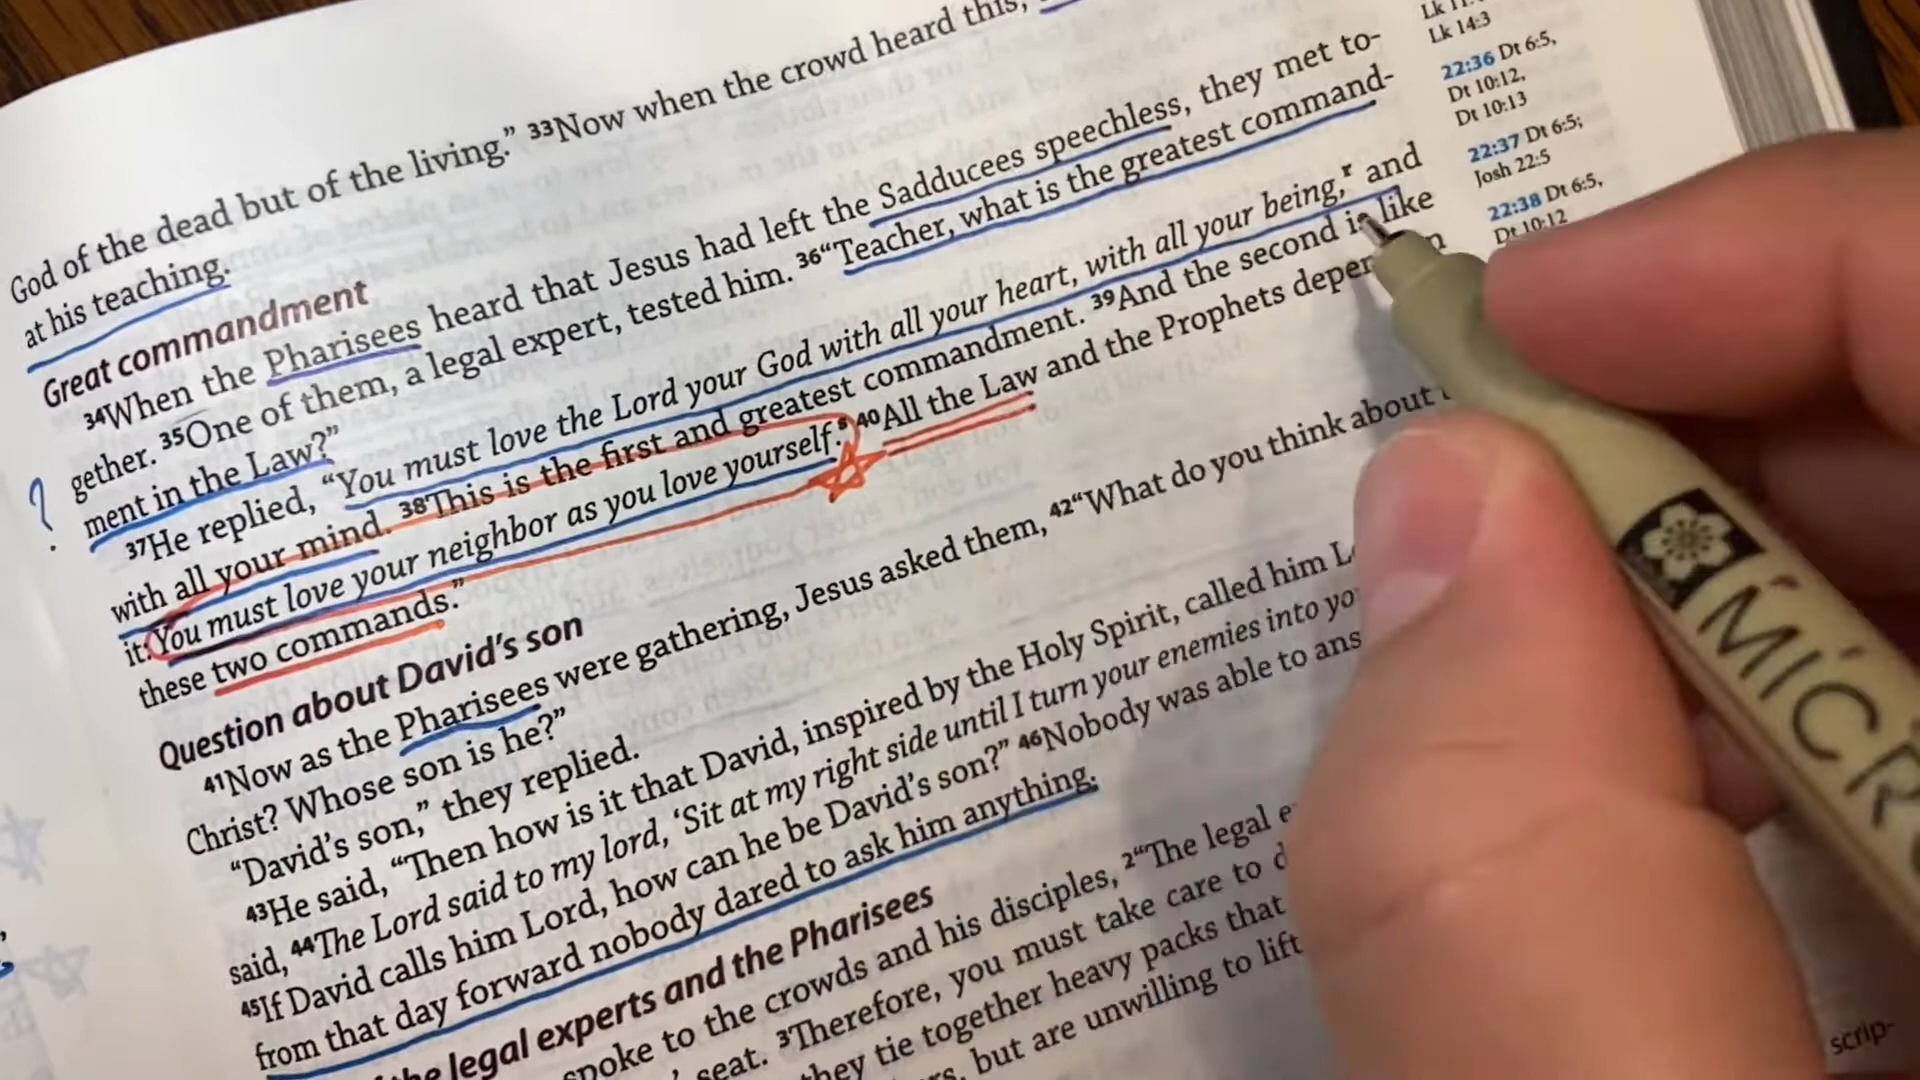 God of the dead but of the living.” ³³Now when the crowd heard this,
at his teaching.
Great commandment
³⁴When the Pharisees heard that Jesus had left the Sadducees speechless, they met to-
gether. ³⁵One of them, a legal expert, tested him. ³⁶“Teacher, what is the greatest command-
ment in the Law?”
³⁷He replied, “You must love the Lord your God with all your heart, with all your being,ʳ and
with all your mind. ³⁸This is the first and greatest commandment. ³⁹And the second is like
it: You must love your neighbor as you love yourself.ˢ ⁴⁰All the Law and the Prophets
these two commands.”
Question about David’s son
⁴¹Now as the Pharisees were gathering, Jesus asked them, ⁴²“What do you think about
Christ? Whose son is he?”
“David’s son,” they replied.
⁴³He said, “Then how is it that David, inspired by the Holy Spirit, called him
said, ⁴⁴The Lord said to my lord, ‘Sit at my right side until I turn your enemies into
⁴⁵If David calls him Lord, how can he be David’s son?” ⁴⁶Nobody was able to
from that day forward nobody dared to ask him anything.
legal experts and the Pharisees
spoke to the crowds and his disciples, ²“The legal
seat. ³Therefore, you must take care to
they tie together heavy packs that
but are unwilling to lift
Lk 14:3
22:36 Dt 6:5,
Dt 10:12,
Dt 10:13
22:37 Dt 6:5;
Josh 22:5
22:38 Dt 6:5,
Dt 10:12
?
MICR
scrip-